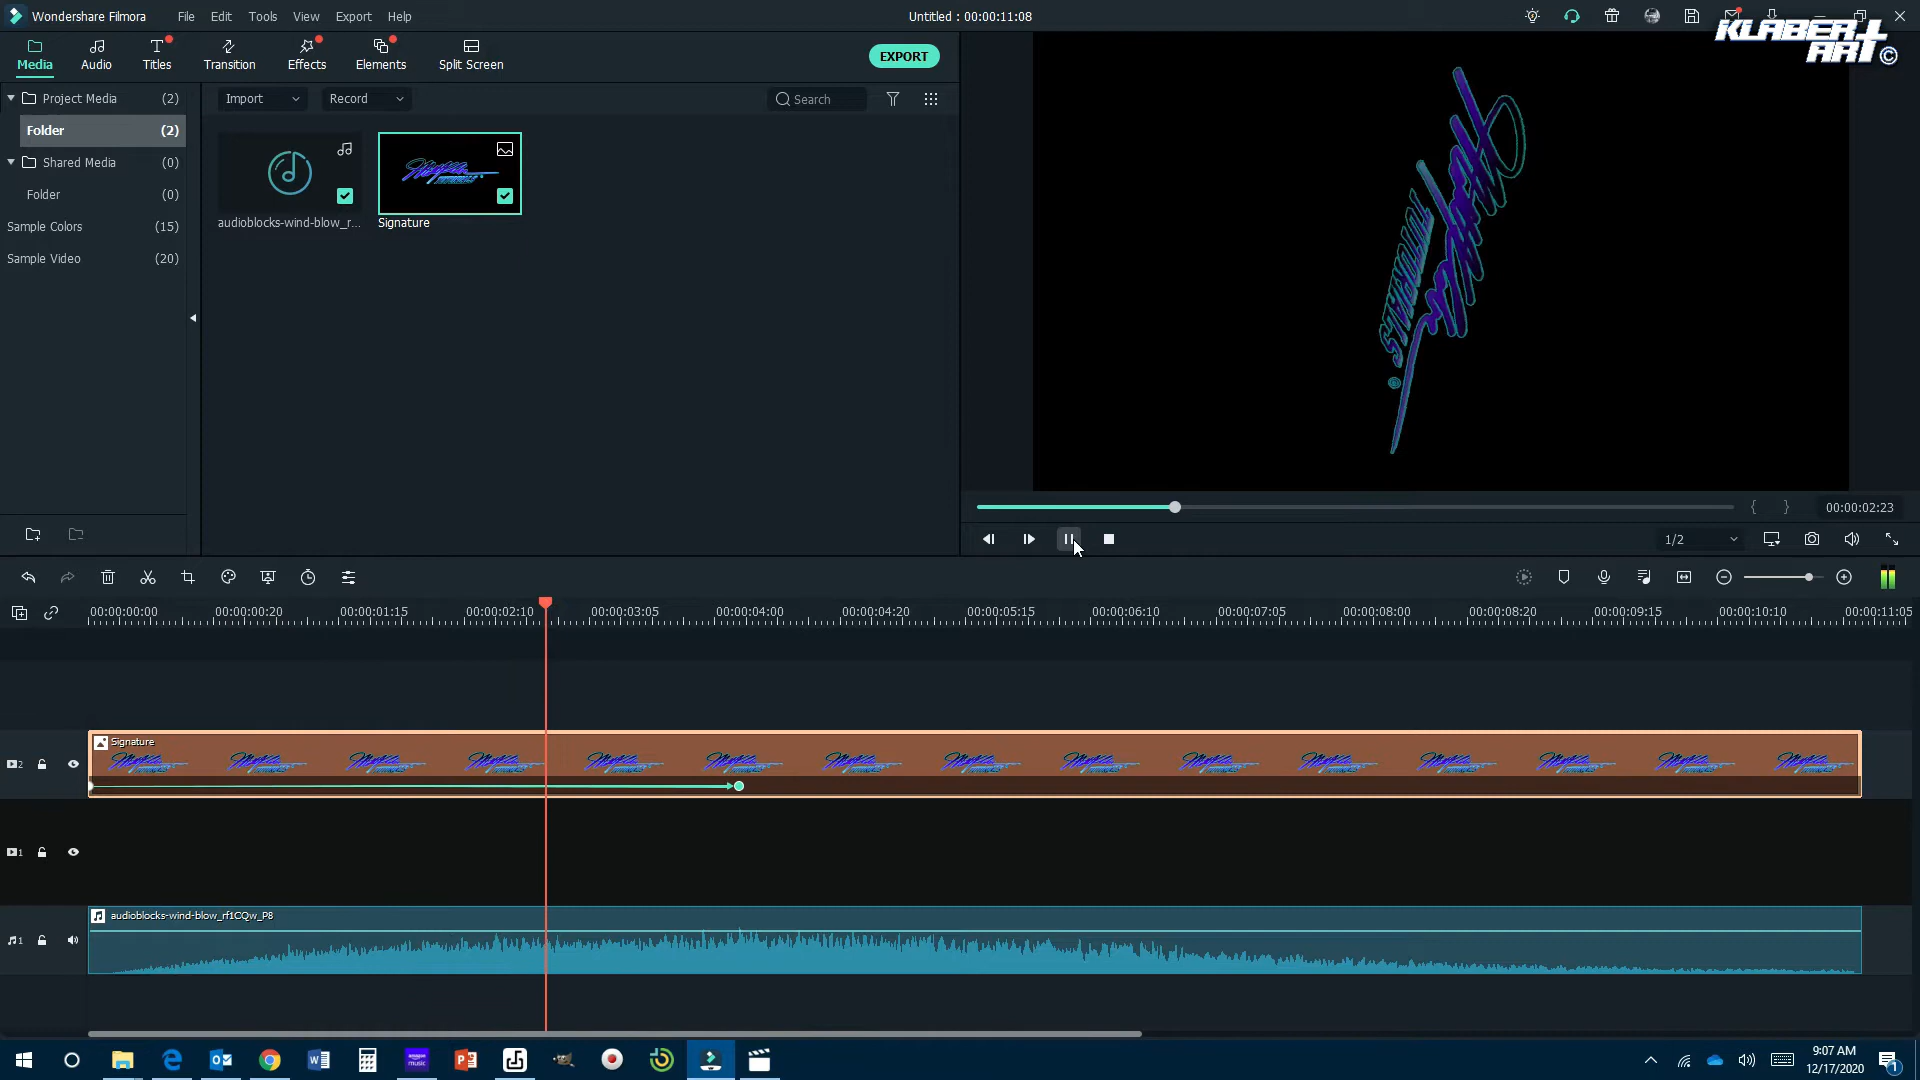 Wondershare Filmora File Edit Tools View Export Help Untitled : 00:00:11:08
KLABER+ ART ©
Media Audio Titles Transition Effects Elements Split Screen EXPORT
Project Media (2) Import Record Search
Folder (2)
Shared Media (0)
Folder (0)
Sample Colors (15)
Sample Video (20)
audioblocks-wind-blow_r... Signature
{ } 00:00:02:23
1/2
00:00:00:00 00:00:00:20 00:00:01:15 00:00:02:10 00:00:03:05 00:00:04:00 00:00:04:20 00:00:05:15 00:00:06:10 00:00:07:05 00:00:08:00 00:00:08:20 00:00:09:15 00:00:10:10 00:00:11:05
Signature
2
1
audioblocks-wind-blow_rf1CQw_P8
1
9:07 AM
12/17/2020
1